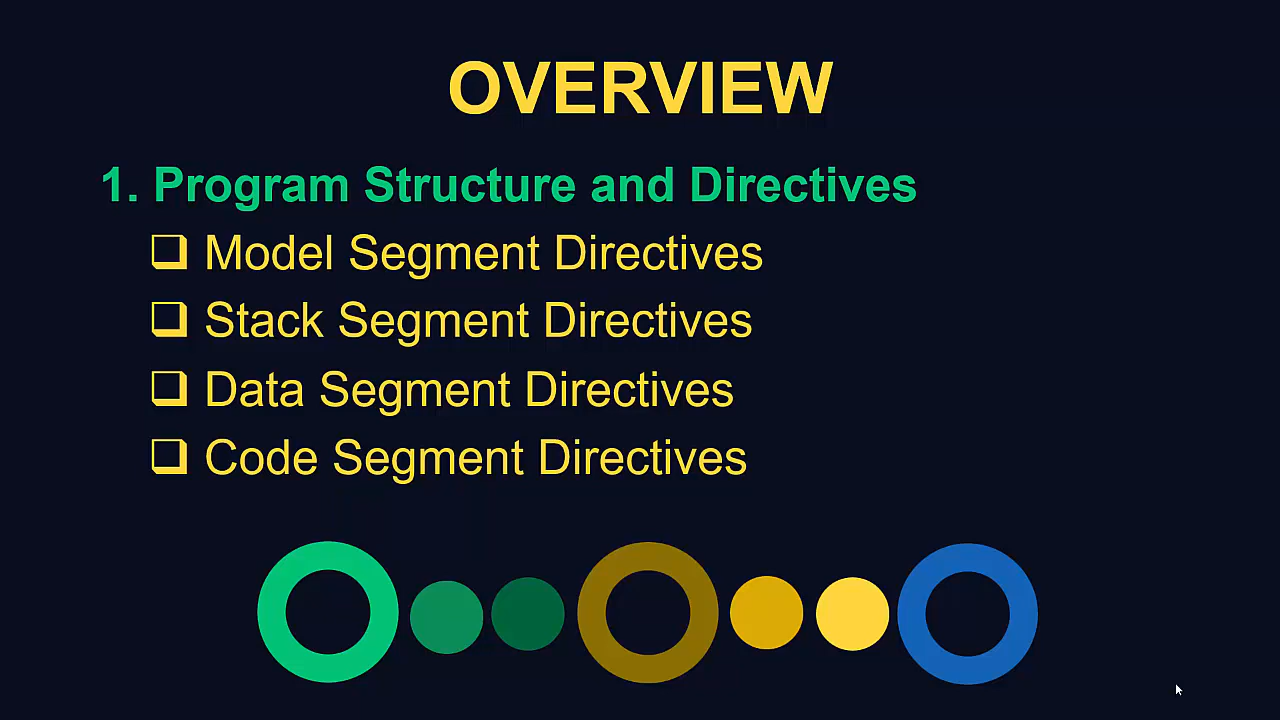 OVERVIEW
1. Program Structure and Directives
❑ Model Segment Directives
❑ Stack Segment Directives
❑ Data Segment Directives
❑ Code Segment Directives